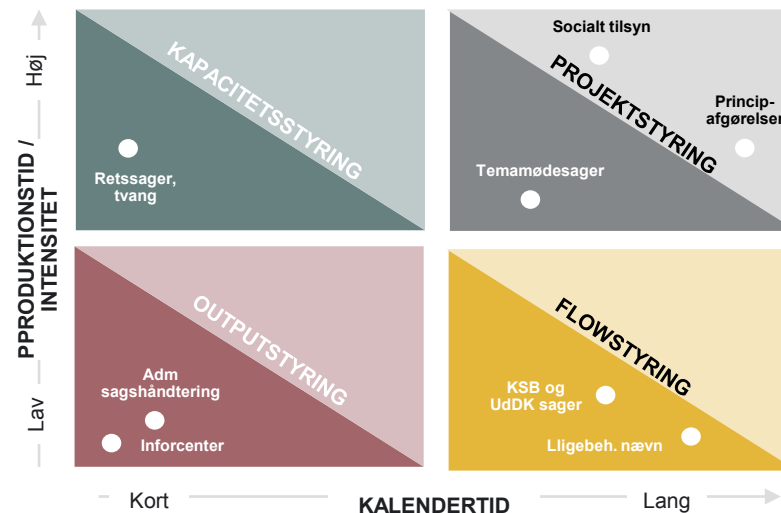 PPRODUKTIONSTID /
INTENSITET
Høj
Lav
KAPACITETSSTYRING
Retssager,
tvang
Socialt tilsyn
PROJEKTSTYRING
Princip-
afgørelser
Temamødesager
OUTPUTSTYRING
Adm
sagshåndtering
Inforcenter
FLOWSTYRING
KSB og
UdDK sager
Lligebeh. nævn
Kort
KALENDERTID
Lang